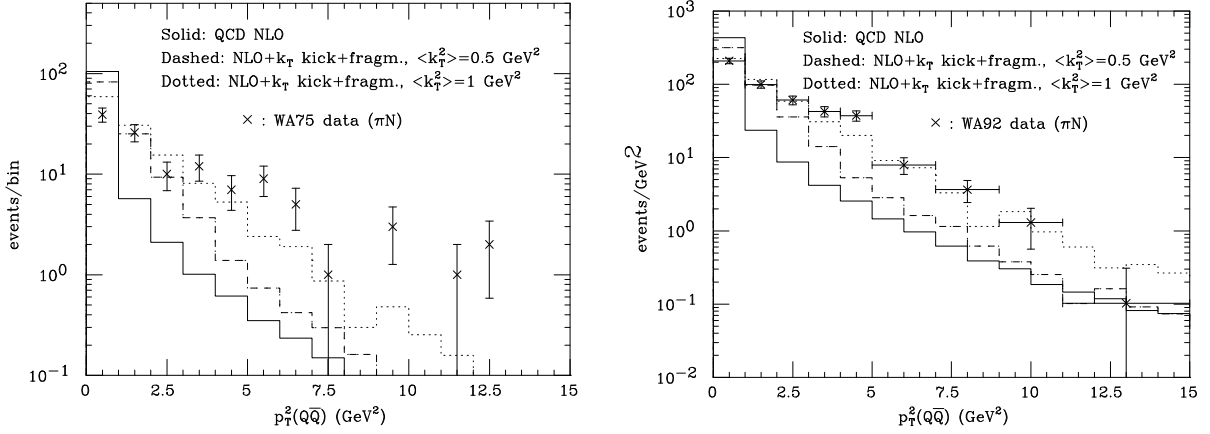 Solid: QCD NLO
Dashed: NLO+k_T kick+fragm., <k_T^2>=0.5 GeV^2
Dotted: NLO+k_T kick+fragm., <k_T^2>=1 GeV^2
× : WA75 data (πN)
events/bin
10^2
10^1
10^0
10^-1
0 2.5 5 7.5 10 12.5 15
p_T^2(QQ̅) (GeV^2)
Solid: QCD NLO
Dashed: NLO+k_T kick+fragm., <k_T^2>=0.5 GeV^2
Dotted: NLO+k_T kick+fragm., <k_T^2>=1 GeV^2
× : WA92 data (πN)
events/GeV^2
10^3
10^2
10^1
10^0
10^-1
10^-2
0 2.5 5 7.5 10 12.5 15
p_T^2(QQ̅) (GeV^2)